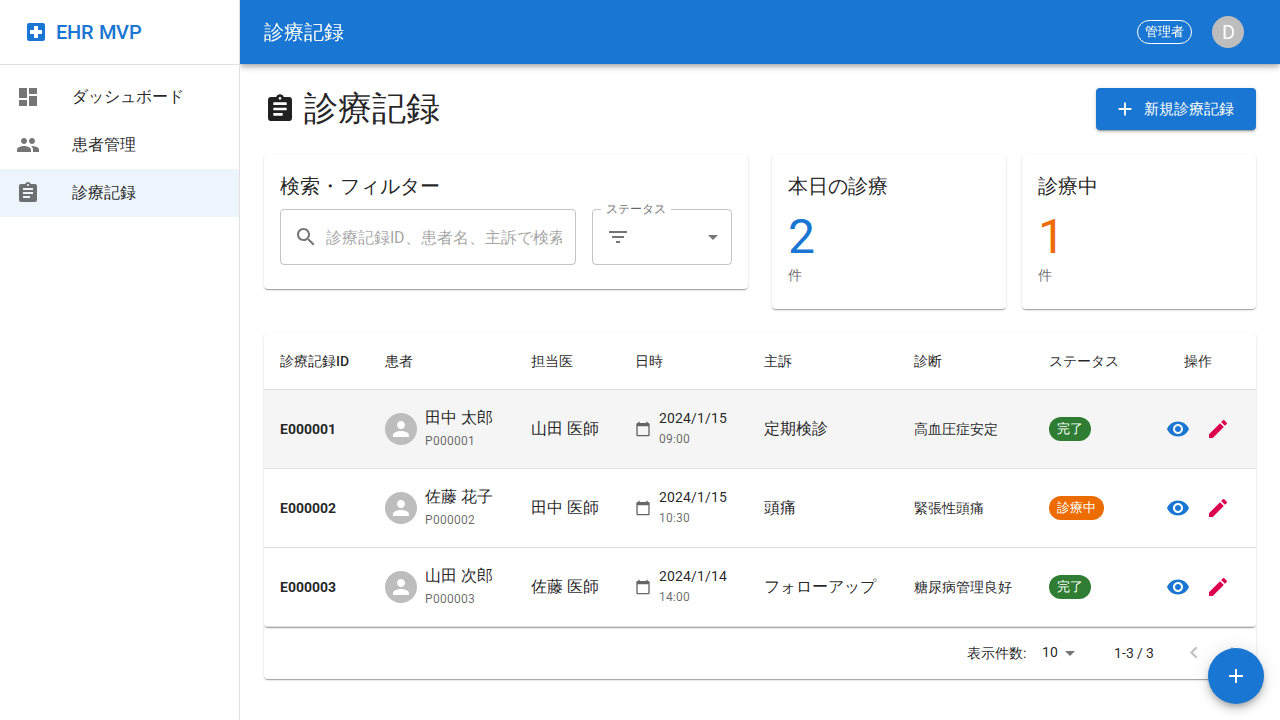 EHR MVP
診療記録
管理者
D
ダッシュボード
患者管理
診療記録
診療記録
新規診療記録
検索・フィルター
診療記録ID、患者名、主訴で検索
ステータス
本日の診療
2
件
診療中
1
件
診療記録ID 患者 担当医 日時 主訴 診断 ステータス 操作
E000001 田中 太郎 P000001 山田 医師 2024/1/15 09:00 定期検診 高血圧症安定 完了
E000002 佐藤 花子 P000002 田中 医師 2024/1/15 10:30 頭痛 緊張性頭痛 診療中
E000003 山田 次郎 P000003 佐藤 医師 2024/1/14 14:00 フォローアップ 糖尿病管理良好 完了
表示件数: 10 1-3 / 3